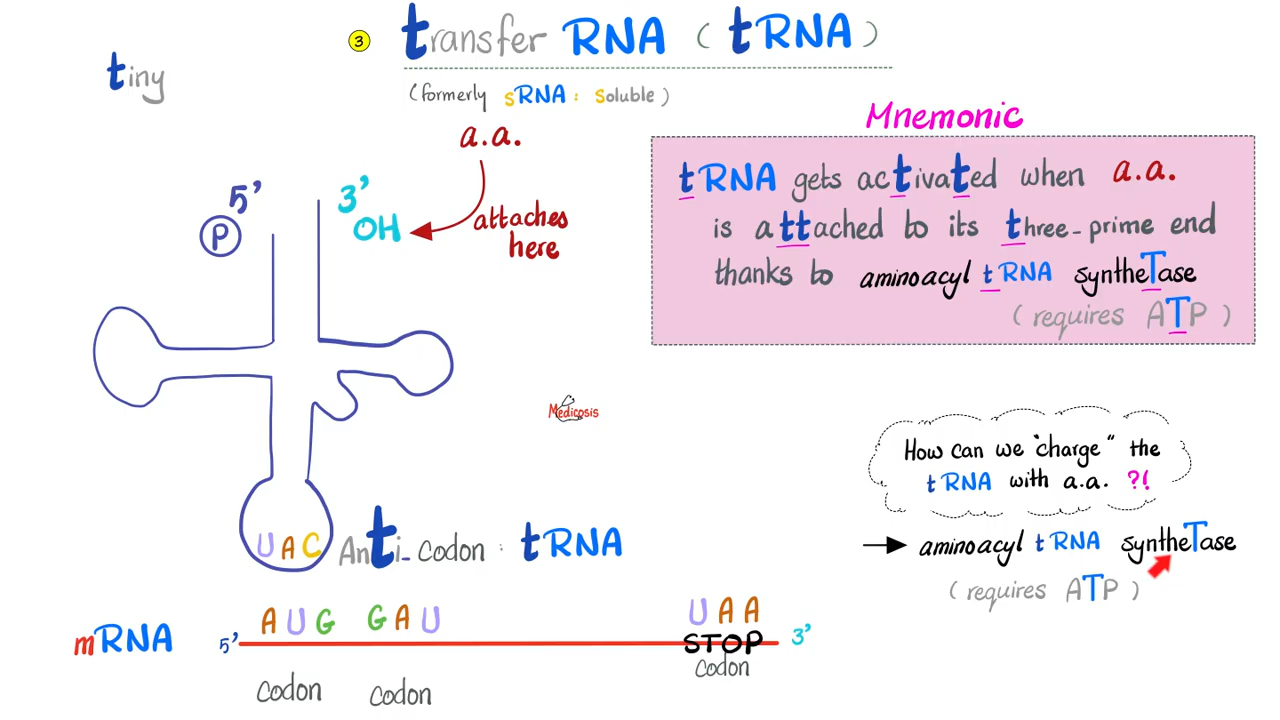 3 transfer RNA (tRNA)
tiny
(formerly sRNA: Soluble)
a.a.
Mnemonic
tRNA gets activated when a.a.
is attached to its three-prime end
thanks to aminoacyl tRNA syntheTase
(requires ATP)
5'
3'
P
OH
attaches
here
Medicosis
How can we "charge" the
tRNA with a.a. ?!
aminoacyl tRNA syntheTase
(requires ATP)
UAC Anti-codon : tRNA
AUG GAU UAA
mRNA 5' STOP 3'
codon codon codon